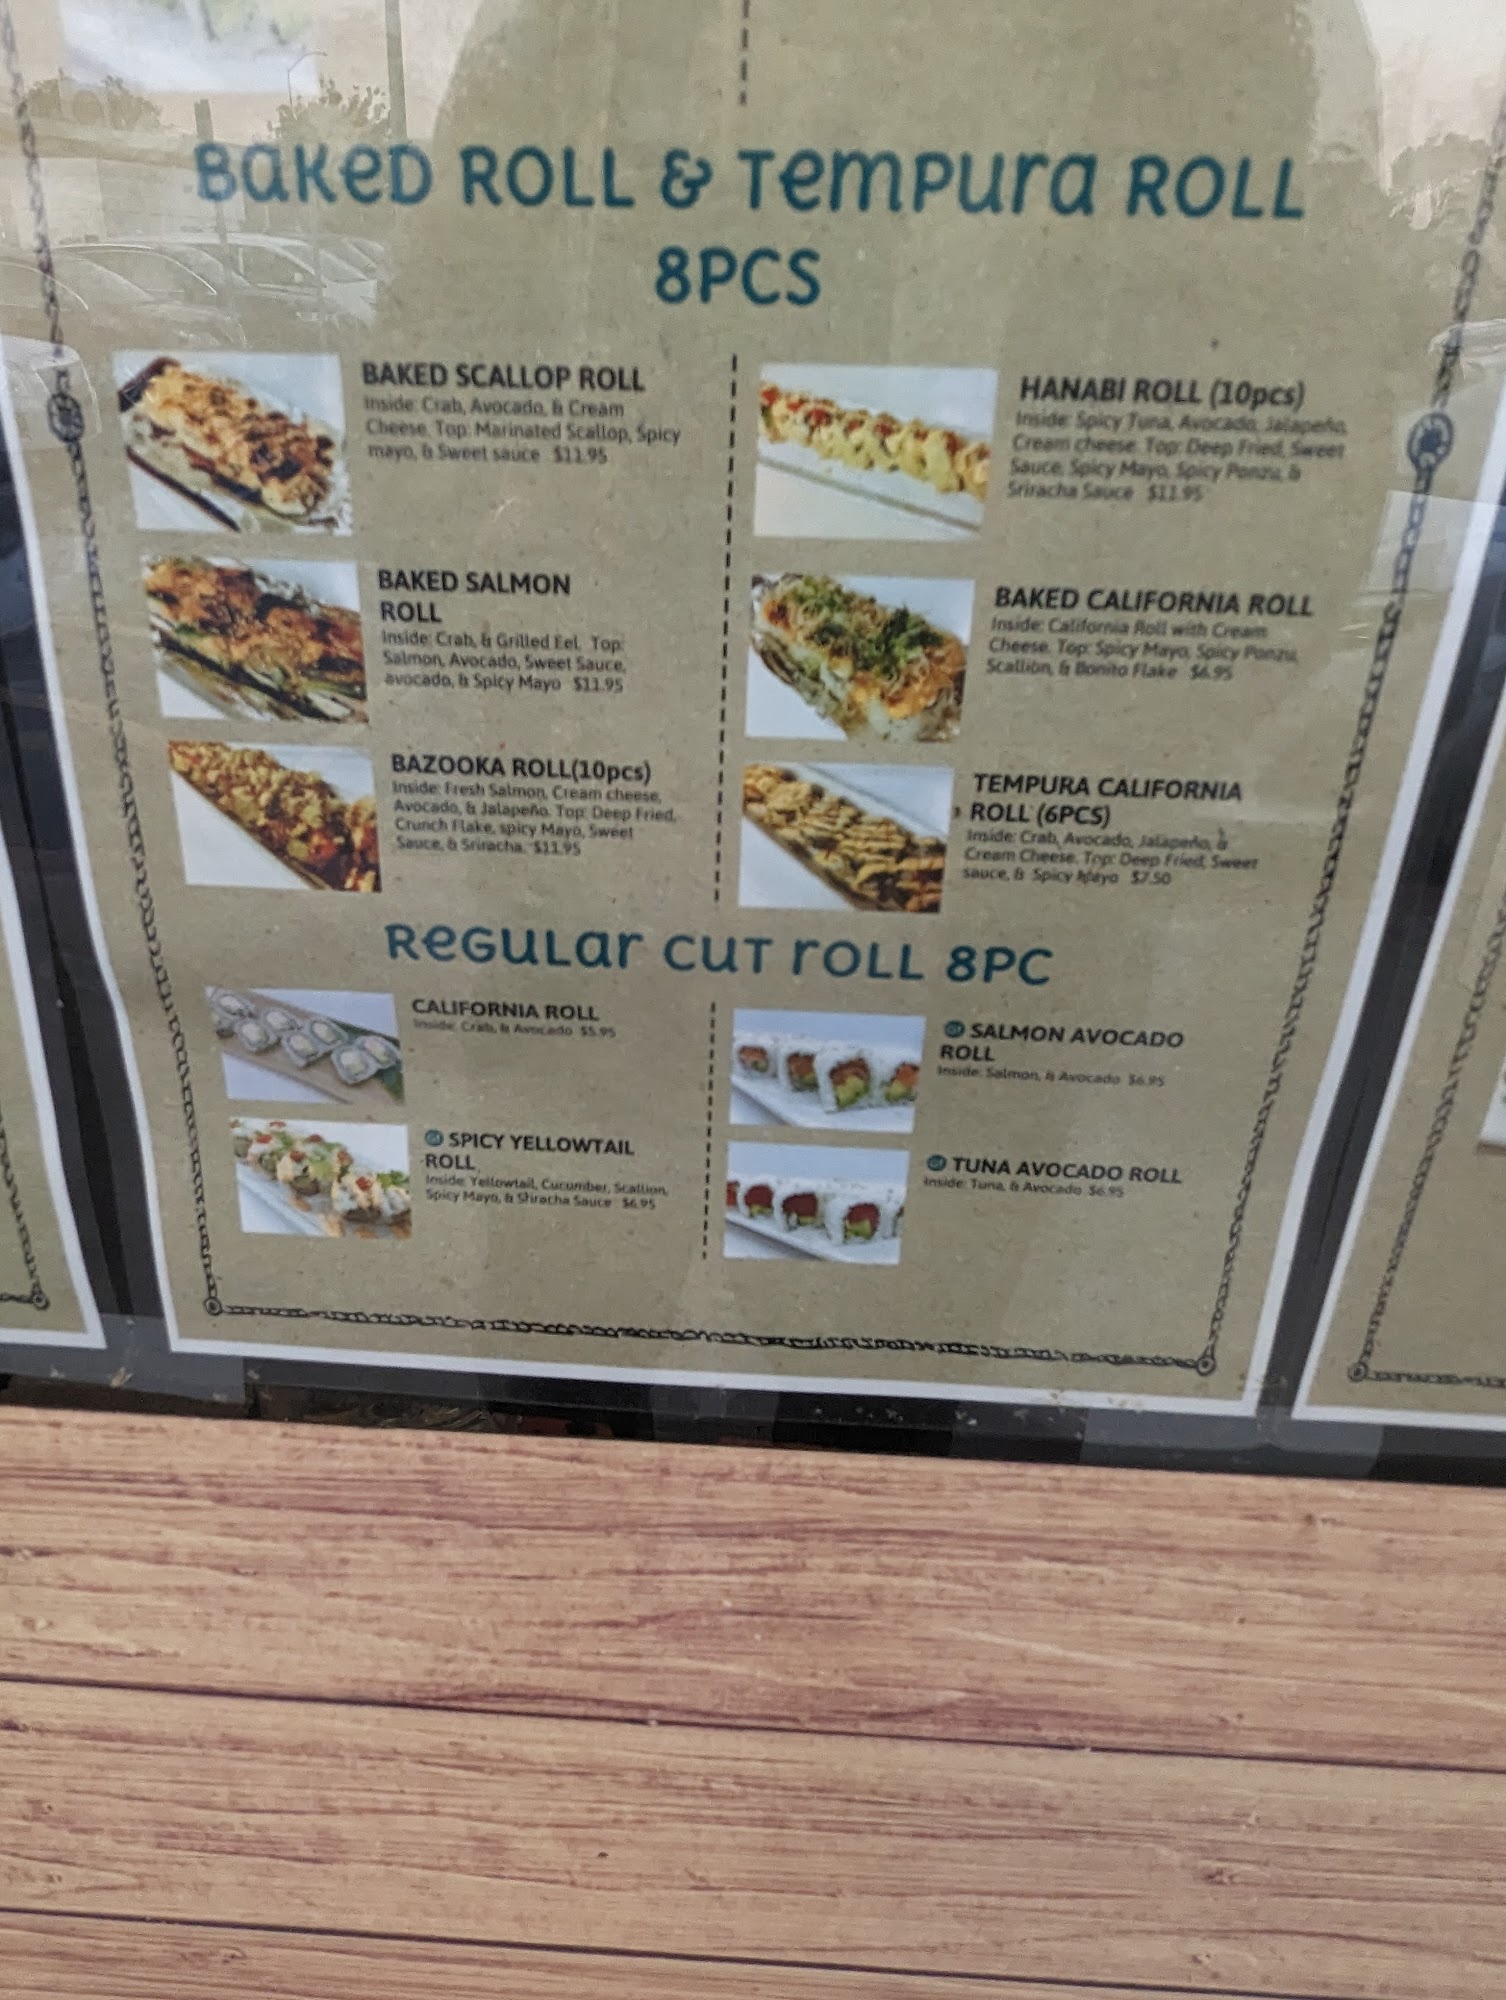 Baked Roll & Tempura Roll
8PCS
BAKED SCALLOP ROLL
Inside: Crab, Avocado, & Cream
Cheese. Top: Marinated Scallop, Spicy
mayo, & Sweet sauce $11.95
BAKED SALMON
ROLL
Inside: Crab, & Grilled Eel. Top:
Salmon, Avocado, Sweet Sauce,
avocado, & Spicy Mayo $11.95
BAZOOKA ROLL(10pcs)
Inside: Fresh Salmon, Cream cheese,
Avocado, & Jalapeño. Top: Deep Fried,
Crunch Flake, spicy Mayo, Sweet
Sauce, & Sriracha. $11.95
HANABI ROLL (10pcs)
Inside: Spicy Tuna, Avocado, Jalapeño,
Cream cheese. Top: Deep Fried, Sweet
Sauce, Spicy Mayo, Spicy Ponzu, &
Sriracha Sauce $11.95
BAKED CALIFORNIA ROLL
Inside: California Roll with Cream
Cheese. Top: Spicy Mayo, Spicy Ponzu,
Scallion, & Bonito Flake $6.95
TEMPURA CALIFORNIA
ROLL (6PCS)
Inside: Crab, Avocado, Jalapeño, &
Cream Cheese. Top: Deep Fried, Sweet
sauce, & Spicy Mayo $7.50
Regular Cut Roll 8PC
CALIFORNIA ROLL
Inside: Crab, & Avocado $5.95
SPICY YELLOWTAIL
ROLL
Inside: Yellowtail, Cucumber, Scallion,
Spicy Mayo, & Shiracha Sauce $6.95
SALMON AVOCADO
ROLL
Inside: Salmon, & Avocado $6.95
TUNA AVOCADO ROLL
Inside: Tuna, & Avocado $6.95